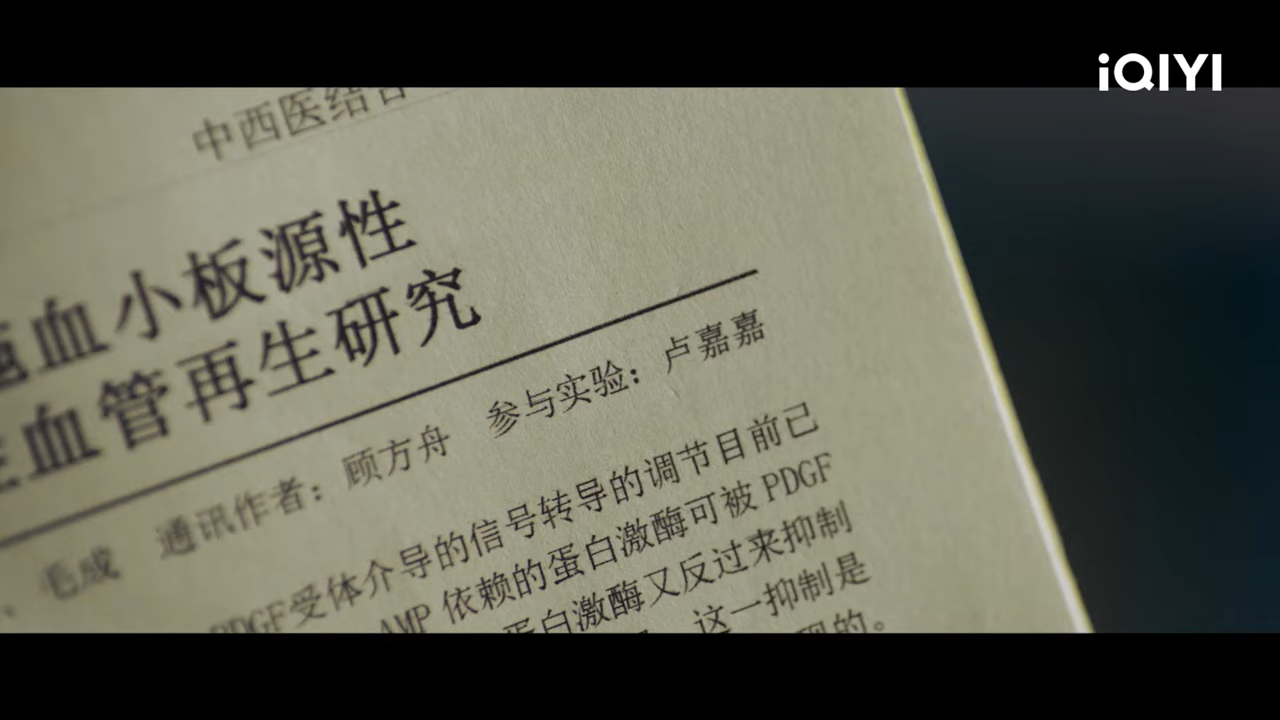 iQIYI
中西医结合
血小板源性
血管再生研究
毛成 通讯作者：顾方舟 参与实验：卢嘉嘉
PDGF受体介导的信号转导的调节目前已
AMP 依赖的蛋白激酶可被 PDGF
蛋白激酶又反过来抑制
这一抑制是
现的。